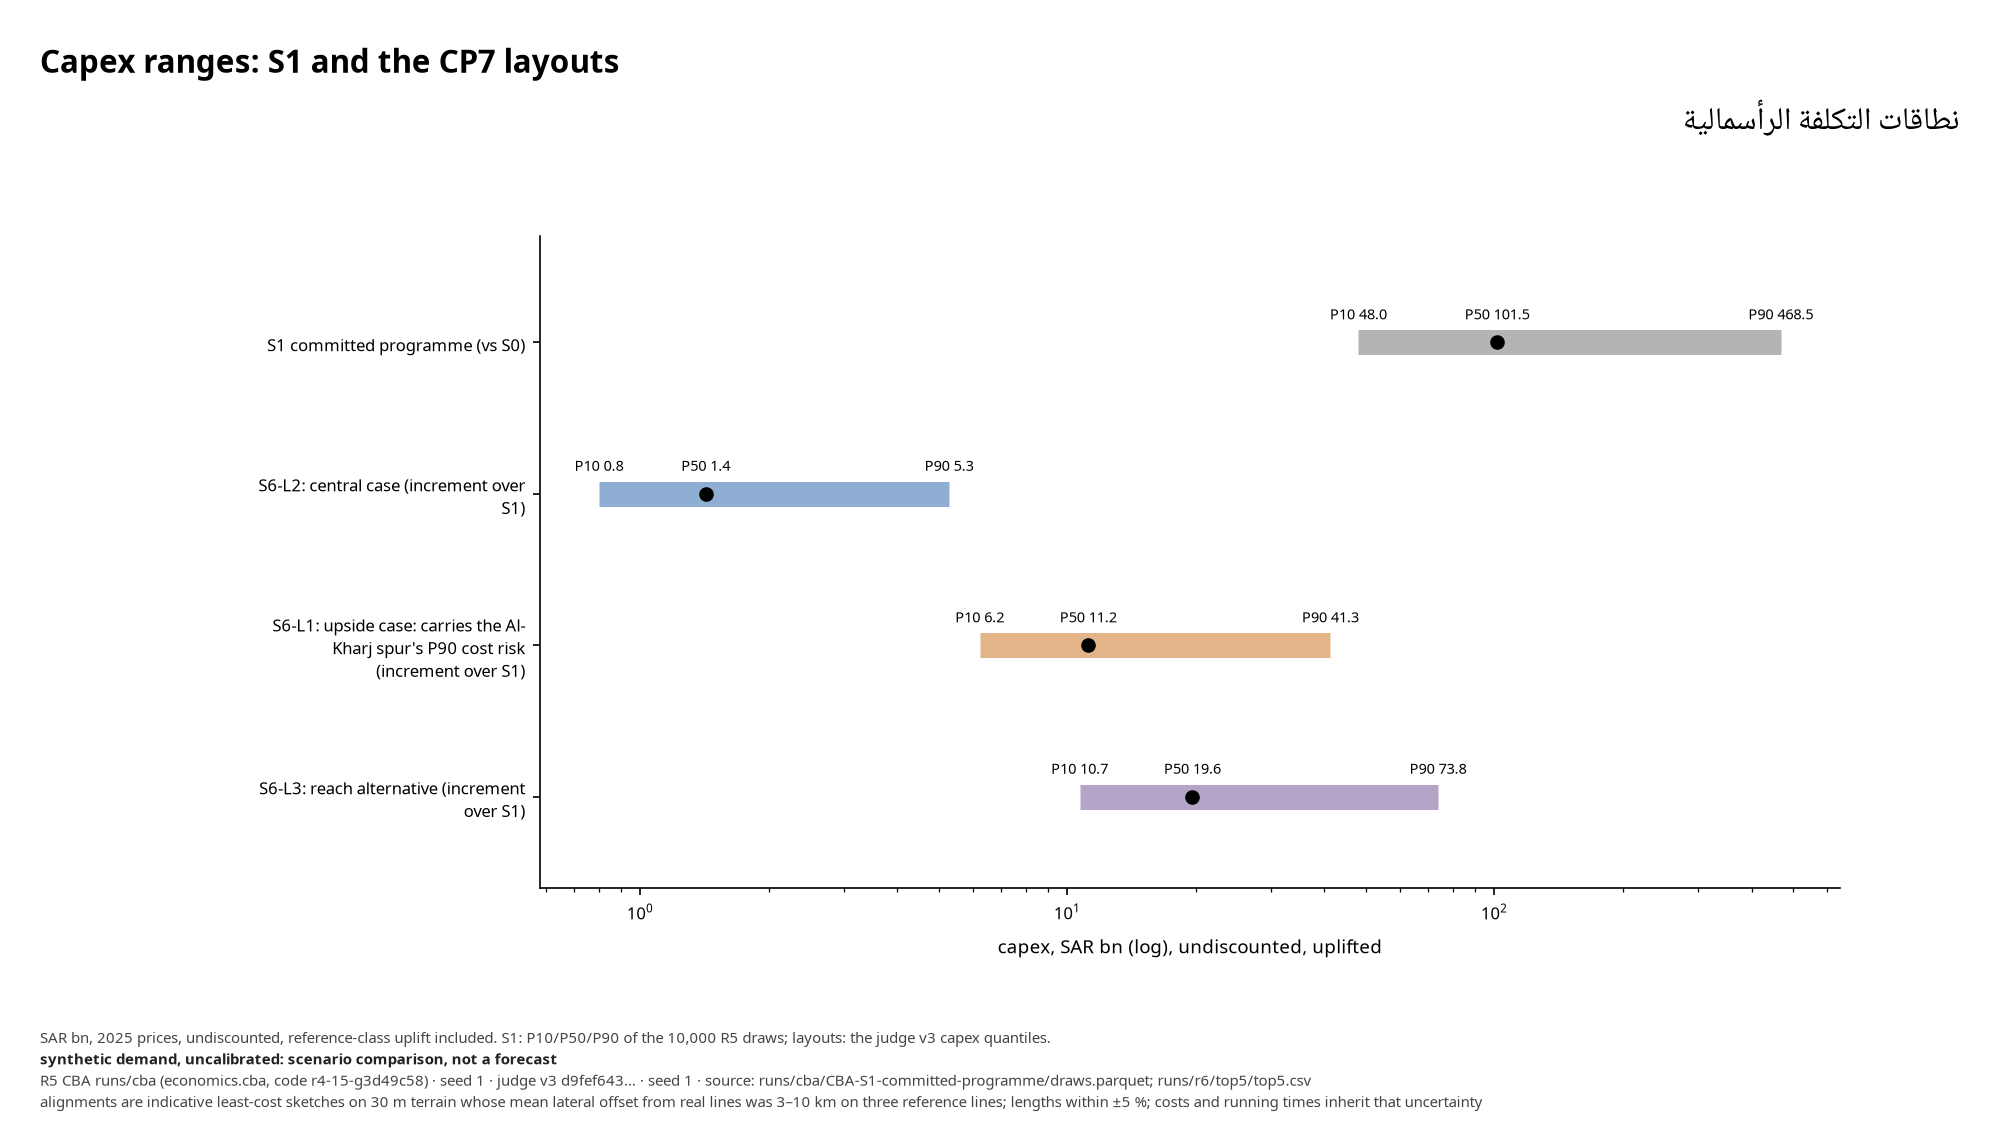 Capex ranges: S1 and the CP7 layouts
نطاقات التكلفة الرأسمالية
P10 48.0 P50 101.5 P90 468.5
S1 committed programme (vs S0)
P10 0.8 P50 1.4 P90 5.3
S6-L2: central case (increment over
S1)
P10 6.2 P50 11.2 P90 41.3
S6-L1: upside case: carries the Al-
Kharj spur's P90 cost risk
(increment over S1)
P10 10.7 P50 19.6 P90 73.8
S6-L3: reach alternative (increment
over S1)
10⁰ 10¹ 10²
capex, SAR bn (log), undiscounted, uplifted
SAR bn, 2025 prices, undiscounted, reference-class uplift included. S1: P10/P50/P90 of the 10,000 R5 draws; layouts: the judge v3 capex quantiles.
synthetic demand, uncalibrated: scenario comparison, not a forecast
R5 CBA runs/cba (economics.cba, code r4-15-g3d49c58) · seed 1 · judge v3 d9fef643… · seed 1 · source: runs/cba/CBA-S1-committed-programme/draws.parquet; runs/r6/top5/top5.csv
alignments are indicative least-cost sketches on 30 m terrain whose mean lateral offset from real lines was 3–10 km on three reference lines; lengths within ±5 %; costs and running times inherit that uncertainty